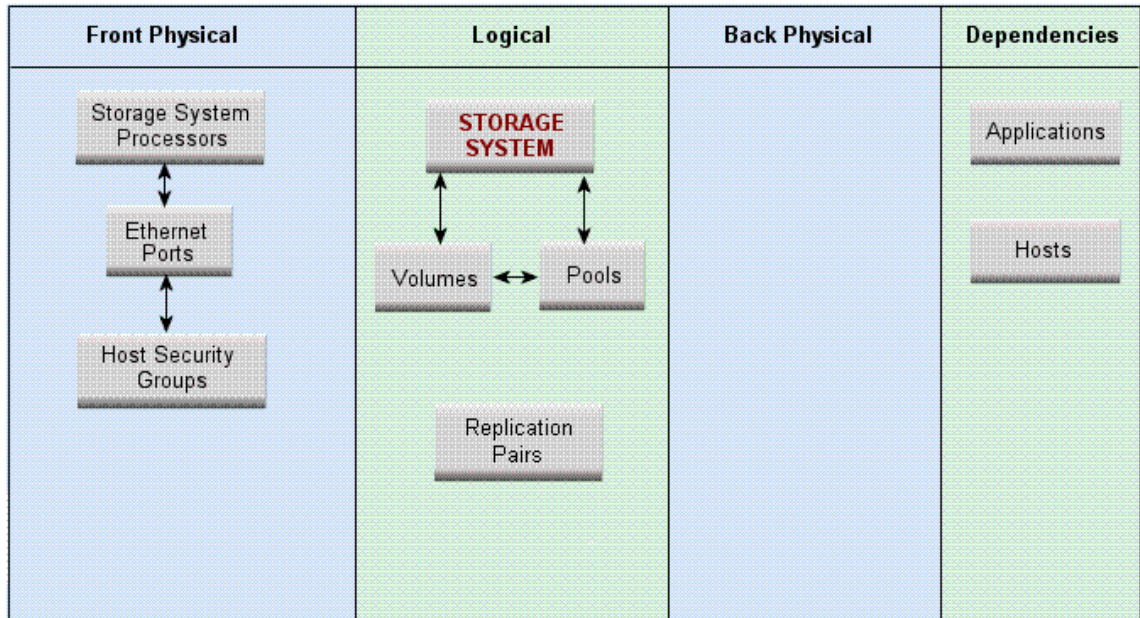 Front Physical
Logical
Back Physical
Dependencies
Storage System
Processors
Ethernet
Ports
Host Security
Groups
STORAGE
SYSTEM
Volumes
Pools
Replication
Pairs
Applications
Hosts